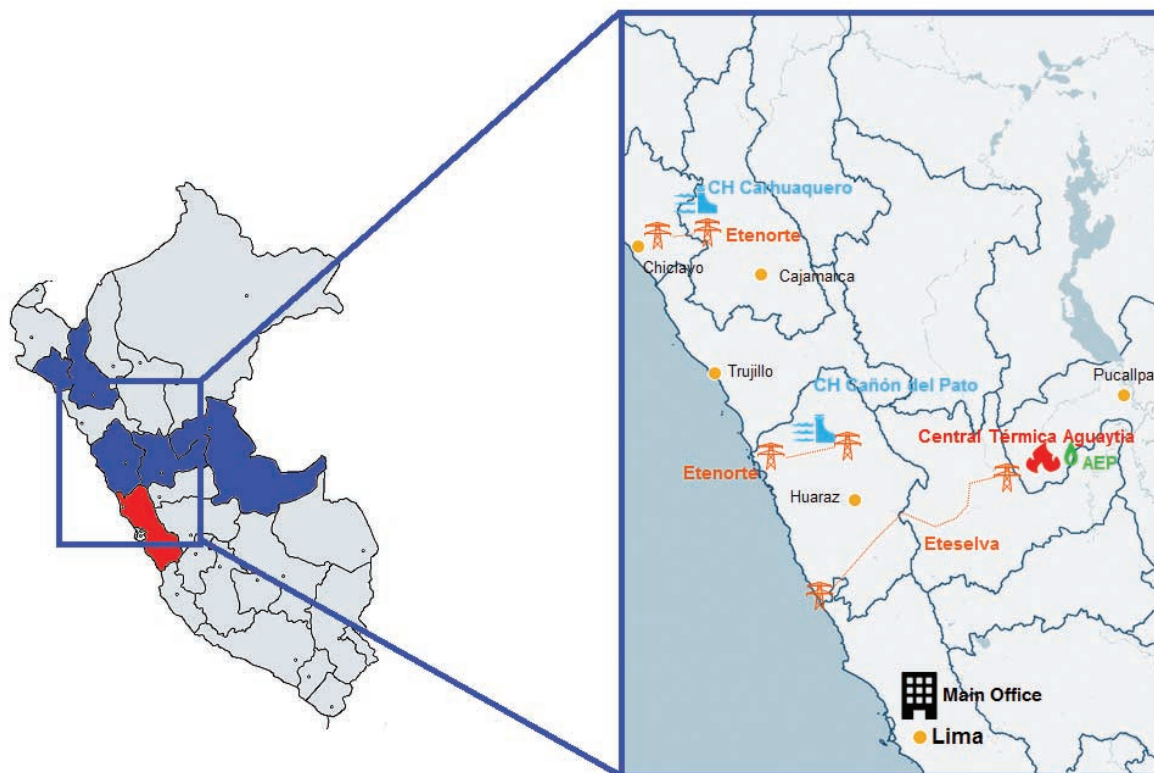 CH Carhuaquero
Etenorte
Chiclayo
Cajamarca
Trujillo
CH Cañón del Pato
Pucallpa
Central Térmica Aguaytia
AEP
Etenorte
Huaraz
Eteselva
Main Office
Lima